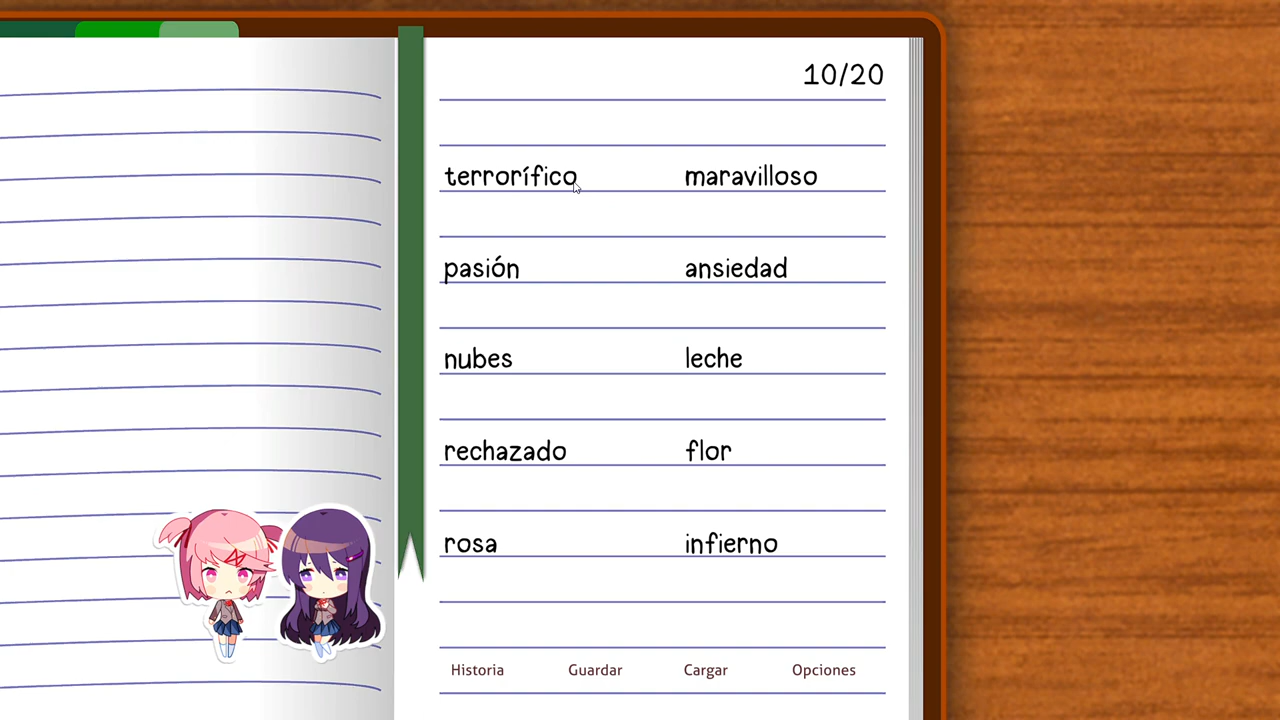 10/20
terrorífico maravilloso
pasión ansiedad
nubes leche
rechazado flor
rosa infierno
Historia Guardar Cargar Opciones